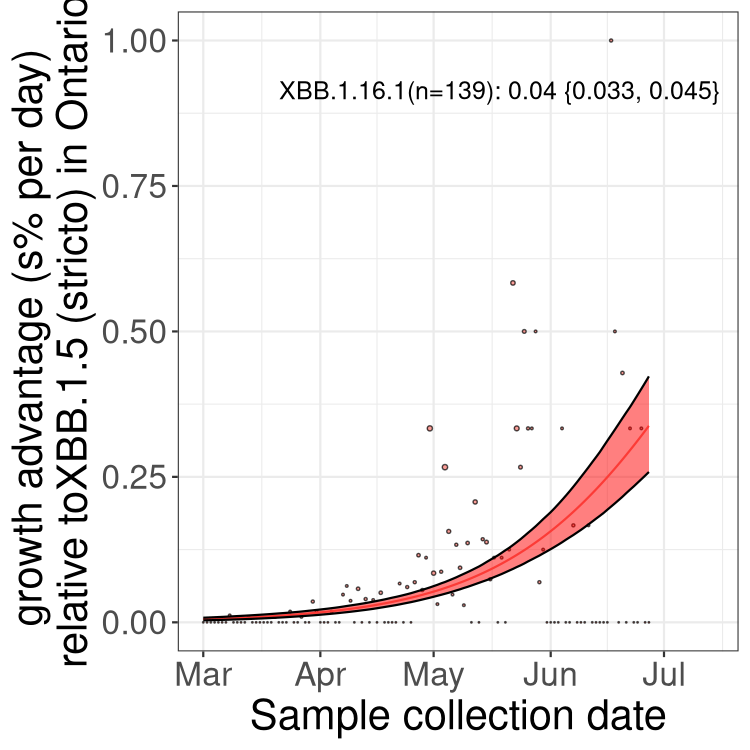 growth advantage (s% per day)
relative toXBB.1.5 (stricto) in Ontario
1.00
XBB.1.16.1(n=139): 0.04 {0.033, 0.045}
0.75
0.50
0.25
0.00
Mar Apr May Jun Jul
Sample collection date